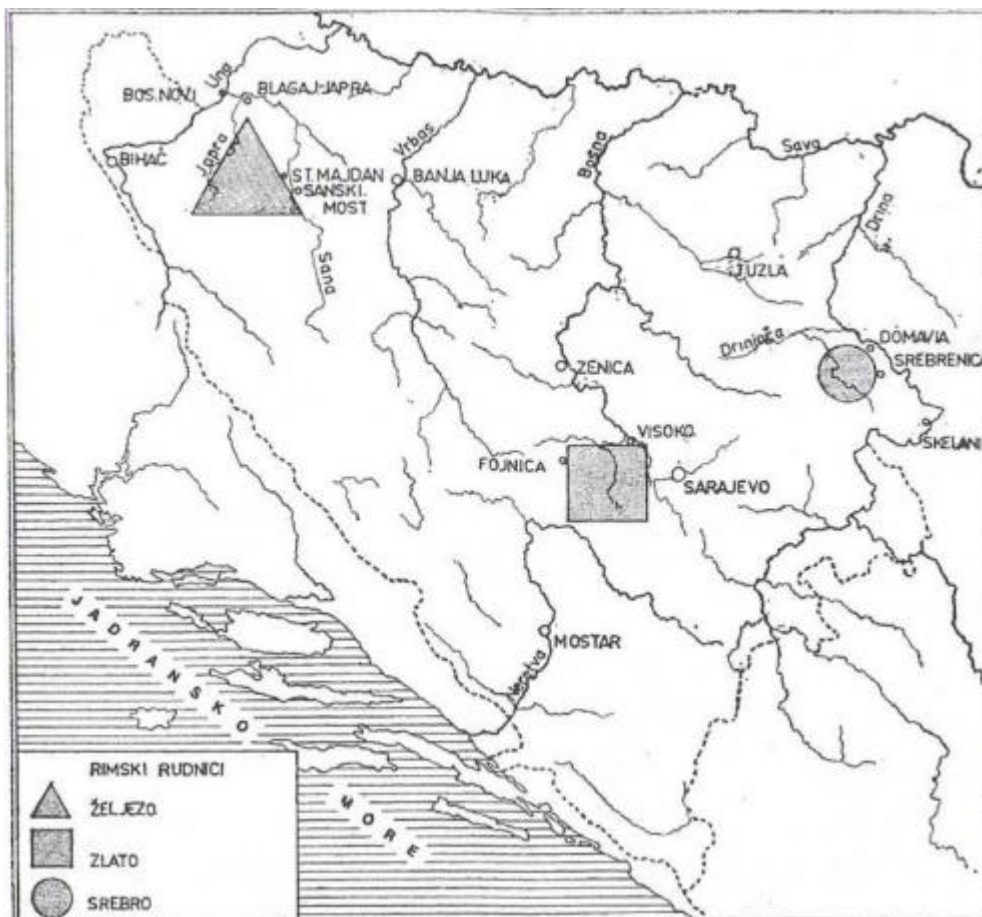 Una
BOS.NOVI
BLAGAJ-JAPRA
Japra
BIHAĆ
ST.MAJDAN
SANSKI.
MOST
Sana
Vrbas
BANJA LUKA
Bosna
Sava
Drina
TUZLA
Drinjača
DOMAVIA
SREBRENICA
SKELANI
ZENICA
VISOKO
FOJNICA
SARAJEVO
MOSTAR
Neretva
JADRANSKO MORE
RIMSKI RUDNICI
ŽELJEZO
ZLATO
SREBRO